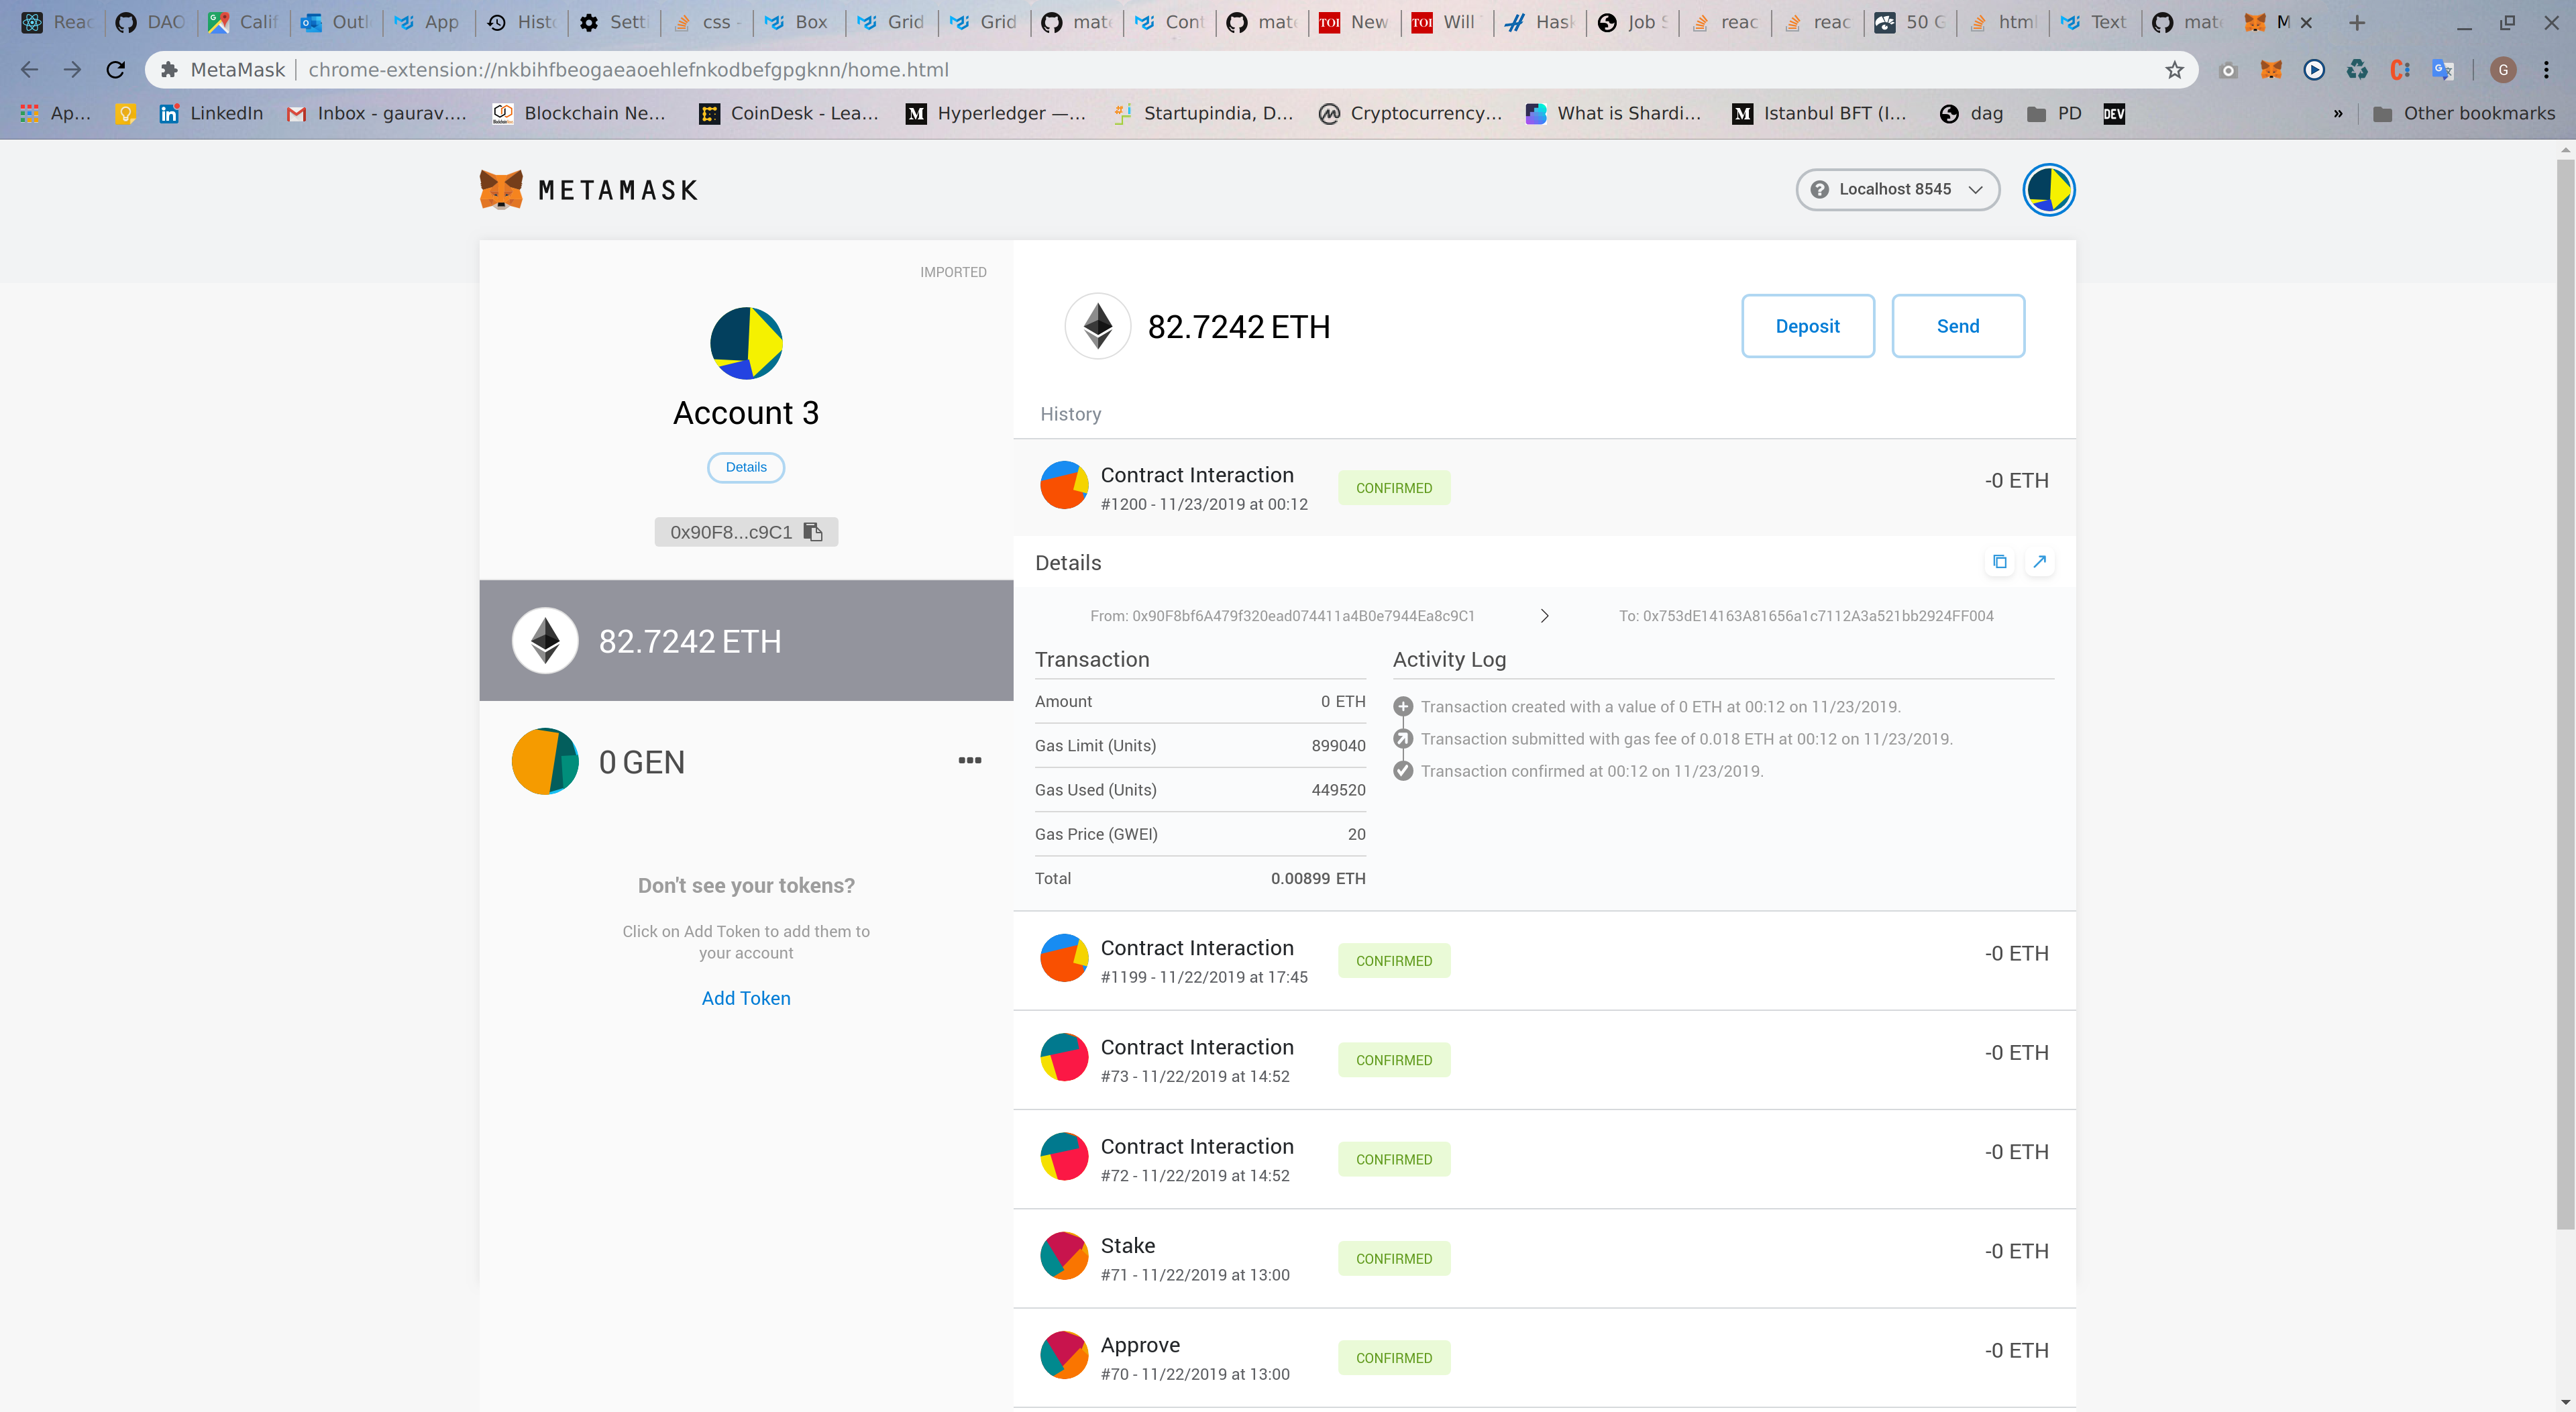 Reac
DAO
Calif
Outl
App
Histo
Setti
css -
Box
Grid
Grid
mate
Cont
mate
TOI New
TOI Will
Hask
Job S
reac
reac
50 G
html
Text
mate
M
MetaMask | chrome-extension://nkbihfbeogaeaoehlefnkodbefgpgknn/home.html
G
Ap...
LinkedIn
Inbox - gaurav....
Blockchain Ne...
CoinDesk - Lea...
Hyperledger —...
Startupindia, D...
Cryptocurrency...
What is Shardi...
Istanbul BFT (I...
dag
PD
DEV
»
Other bookmarks
METAMASK
Localhost 8545
IMPORTED
Account 3
Details
0x90F8...c9C1
82.7242 ETH
0 GEN
Don't see your tokens?
Click on Add Token to add them to
your account
Add Token
82.7242 ETH
Deposit
Send
History
Contract Interaction
#1200 - 11/23/2019 at 00:12
CONFIRMED
-0 ETH
Details
From: 0x90F8bf6A479f320ead074411a4B0e7944Ea8c9C1
To: 0x753dE14163A81656a1c7112A3a521bb2924FF004
Transaction
Amount 0 ETH
Gas Limit (Units) 899040
Gas Used (Units) 449520
Gas Price (GWEI) 20
Total 0.00899 ETH
Activity Log
Transaction created with a value of 0 ETH at 00:12 on 11/23/2019.
Transaction submitted with gas fee of 0.018 ETH at 00:12 on 11/23/2019.
Transaction confirmed at 00:12 on 11/23/2019.
Contract Interaction
#1199 - 11/22/2019 at 17:45
CONFIRMED
-0 ETH
Contract Interaction
#73 - 11/22/2019 at 14:52
CONFIRMED
-0 ETH
Contract Interaction
#72 - 11/22/2019 at 14:52
CONFIRMED
-0 ETH
Stake
#71 - 11/22/2019 at 13:00
CONFIRMED
-0 ETH
Approve
#70 - 11/22/2019 at 13:00
CONFIRMED
-0 ETH